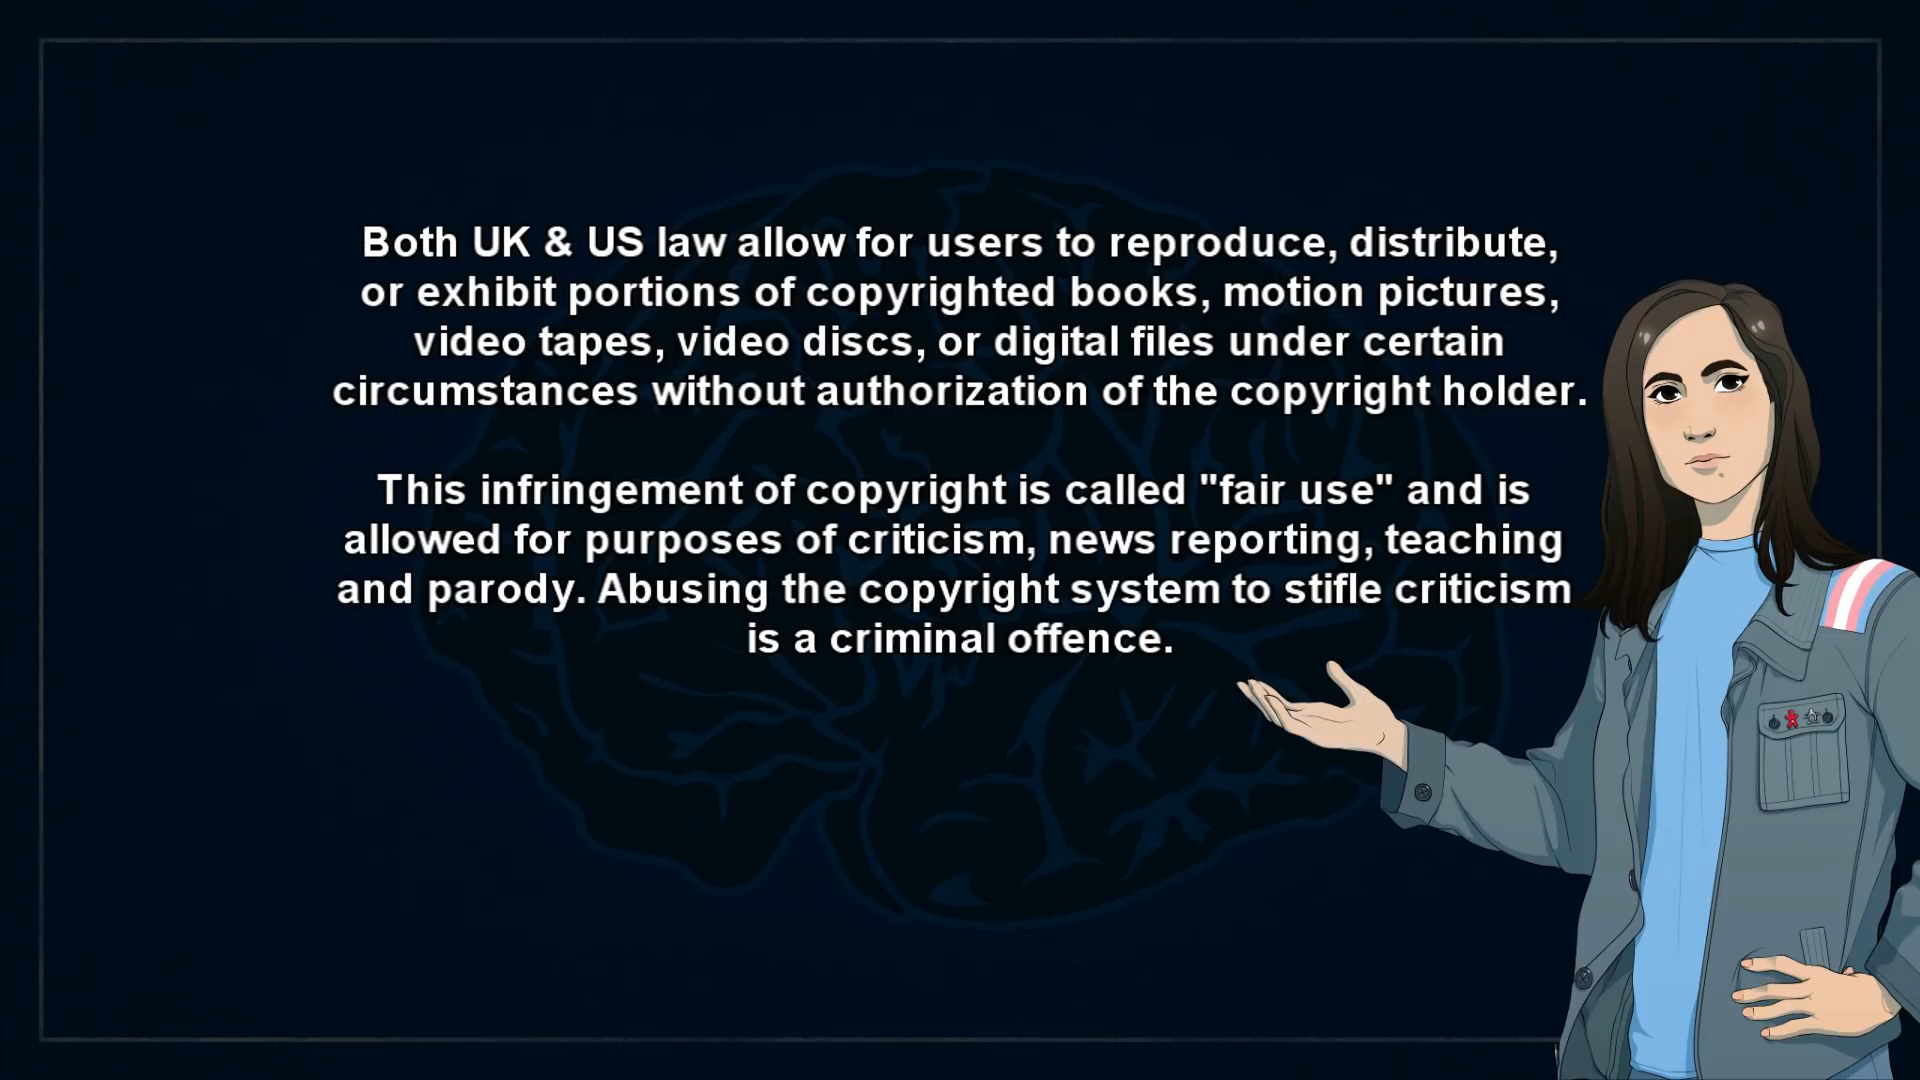 Both UK & US law allow for users to reproduce, distribute,
or exhibit portions of copyrighted books, motion pictures,
video tapes, video discs, or digital files under certain
circumstances without authorization of the copyright holder.
This infringement of copyright is called "fair use" and is
allowed for purposes of criticism, news reporting, teaching
and parody. Abusing the copyright system to stifle criticism
is a criminal offence.